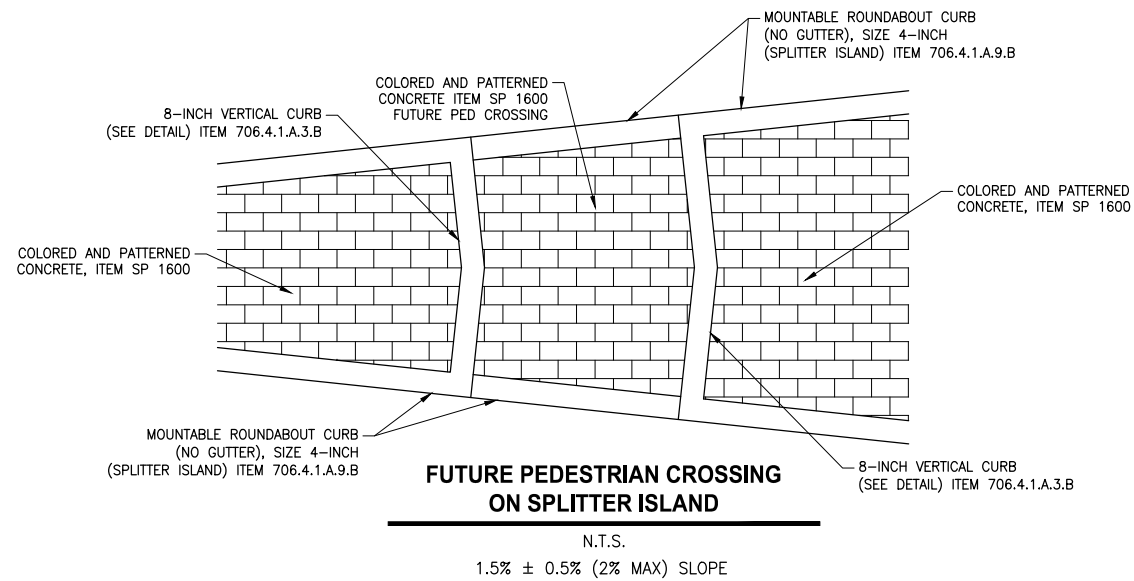 MOUNTABLE ROUNDABOUT CURB
(NO GUTTER), SIZE 4-INCH
(SPLITTER ISLAND) ITEM 706.4.1.A.9.B
COLORED AND PATTERNED
CONCRETE ITEM SP 1600
FUTURE PED CROSSING
8-INCH VERTICAL CURB
(SEE DETAIL) ITEM 706.4.1.A.3.B
COLORED AND PATTERNED
CONCRETE, ITEM SP 1600
COLORED AND PATTERNED
CONCRETE, ITEM SP 1600
MOUNTABLE ROUNDABOUT CURB
(NO GUTTER), SIZE 4-INCH
(SPLITTER ISLAND) ITEM 706.4.1.A.9.B
8-INCH VERTICAL CURB
(SEE DETAIL) ITEM 706.4.1.A.3.B
FUTURE PEDESTRIAN CROSSING
ON SPLITTER ISLAND
N.T.S.
1.5% ± 0.5% (2% MAX) SLOPE